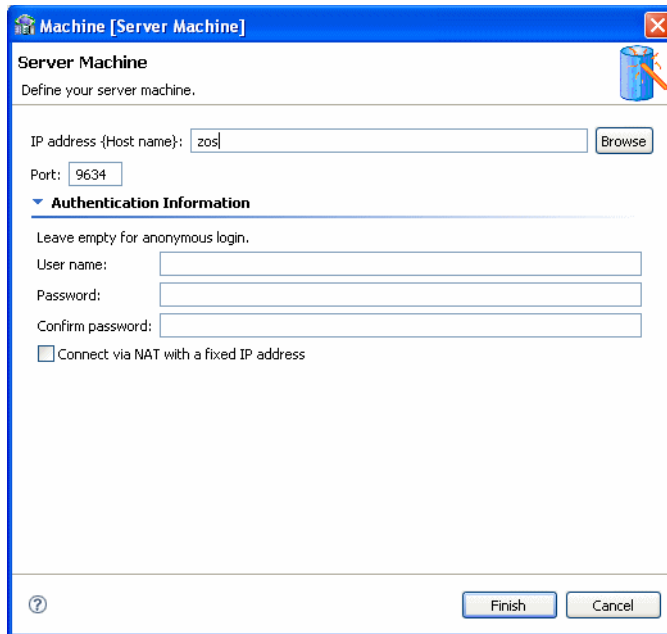 Machine [Server Machine]
Server Machine
Define your server machine.
IP address {Host name}: zos Browse
Port: 9634
Authentication Information
Leave empty for anonymous login.
User name:
Password:
Confirm password:
Connect via NAT with a fixed IP address
? Finish Cancel